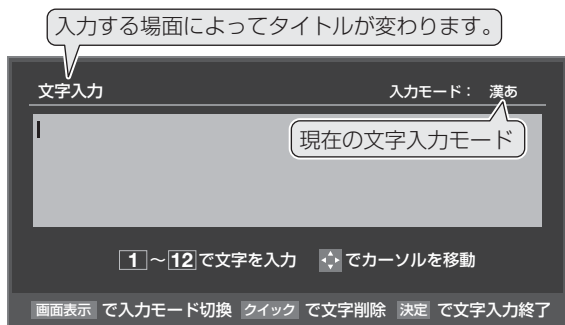 入力する場面によってタイトルが変わります。
文字入力 入力モード： 漢あ
現在の文字入力モード
1～12で文字を入力 でカーソルを移動
画面表示 で入力モード切換 クイック で文字削除 決定 で文字入力終了